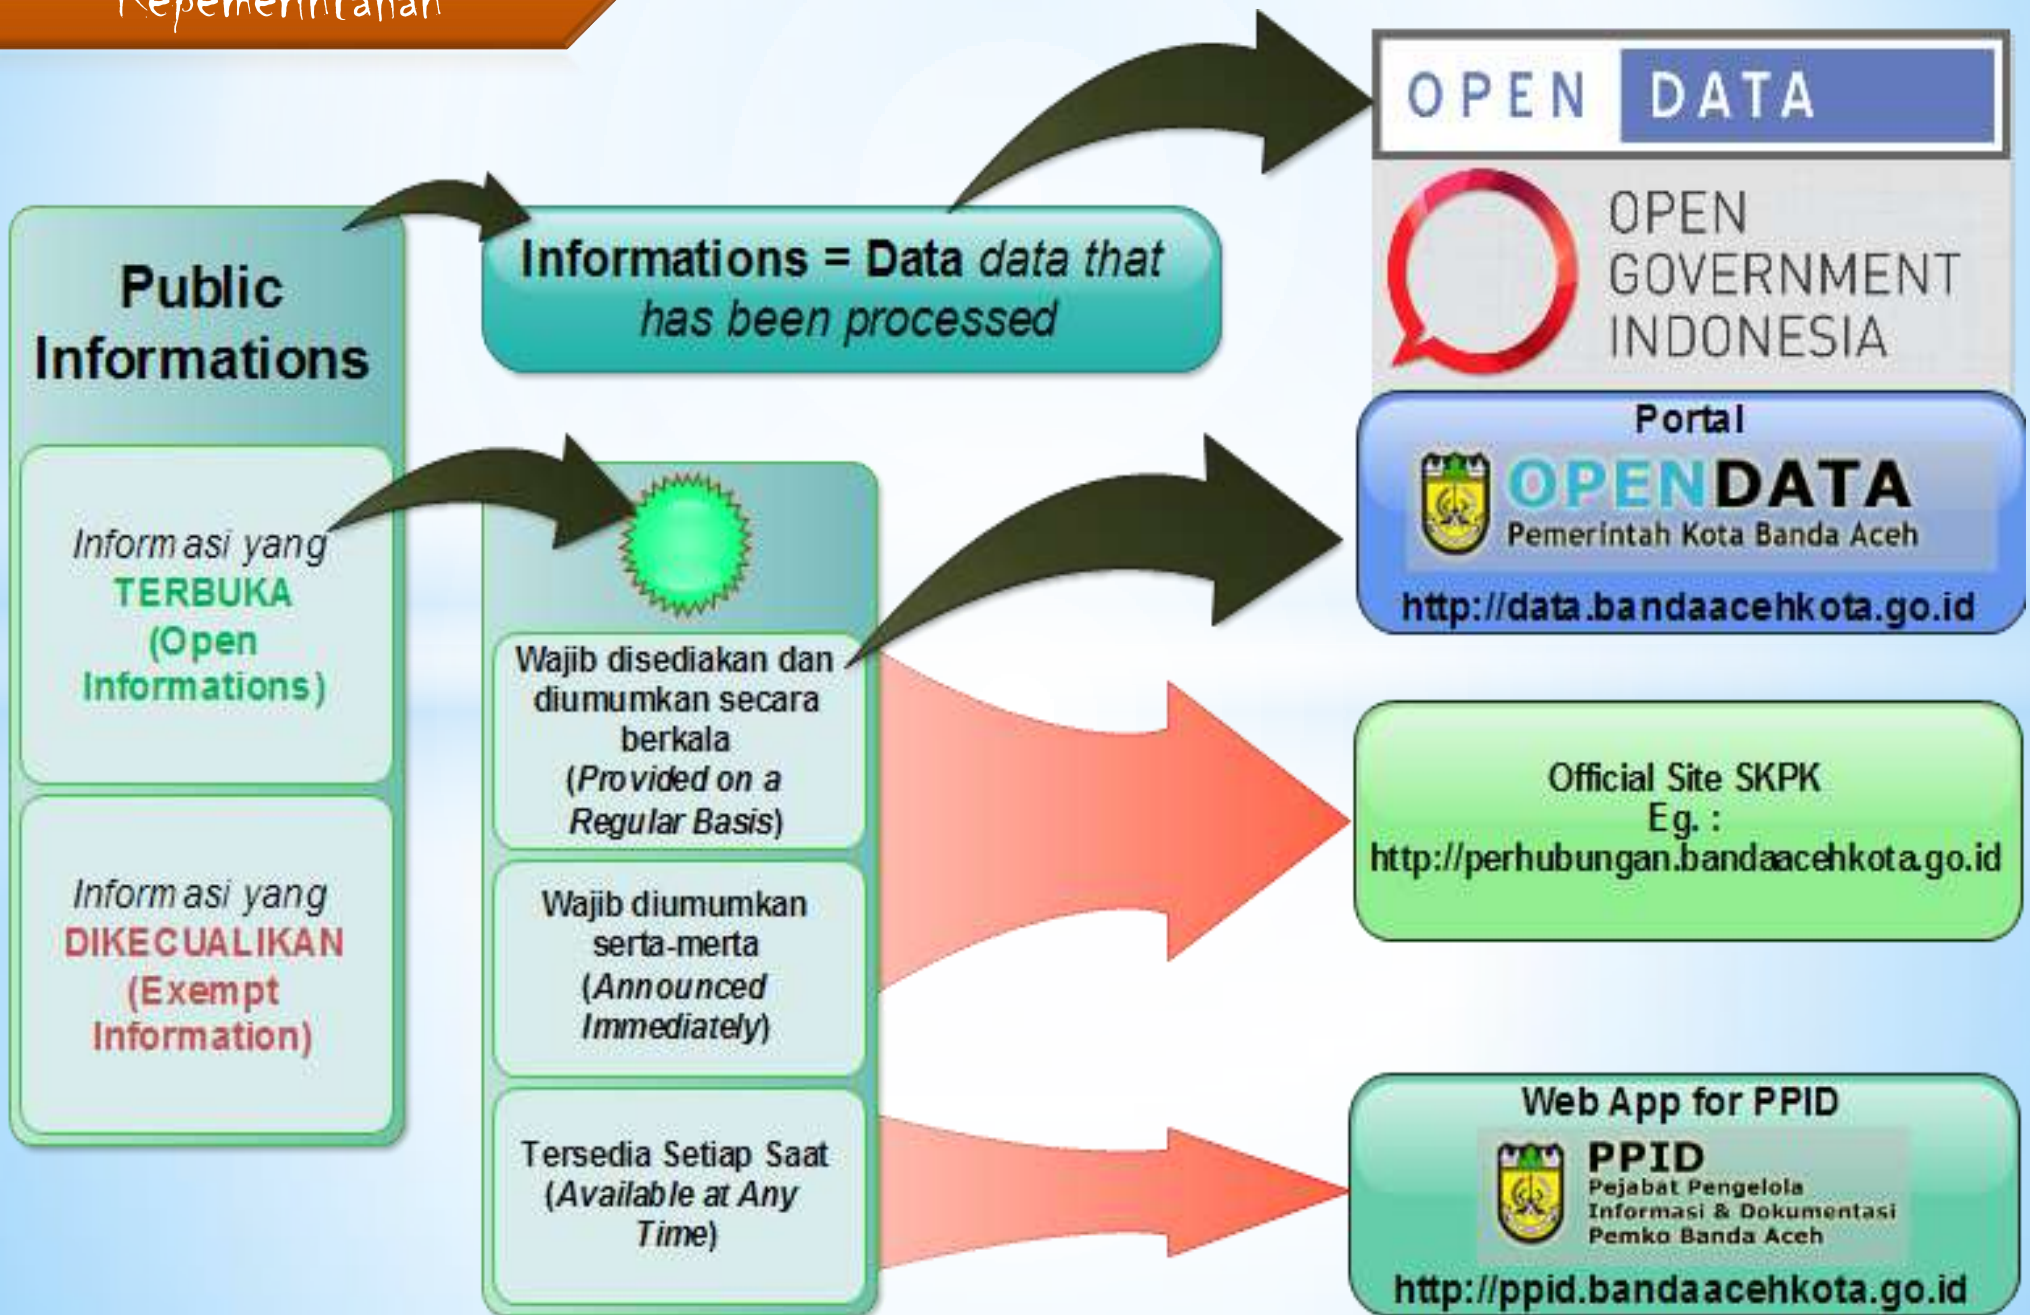 Kepemerintahan
Public
Informations
Informasi yang
TERBUKA
(Open
Informations)
Informasi yang
DIKECUALIKAN
(Exempt
Information)
Informations = Data data that
has been processed
Wajib disediakan dan
diumumkan secara
berkala
(Provided on a
Regular Basis)
Wajib diumumkan
serta-merta
(Announced
Immediately)
Tersedia Setiap Saat
(Available at Any
Time)
OPEN DATA
OPEN
GOVERNMENT
INDONESIA
Portal
OPENDATA
Pemerintah Kota Banda Aceh
http://data.bandaacehkota.go.id
Official Site SKPK
Eg. :
http://perhubungan.bandaacehkota.go.id
Web App for PPID
PPID
Pejabat Pengelola
Informasi & Dokumentasi
Pemko Banda Aceh
http://ppid.bandaacehkota.go.id